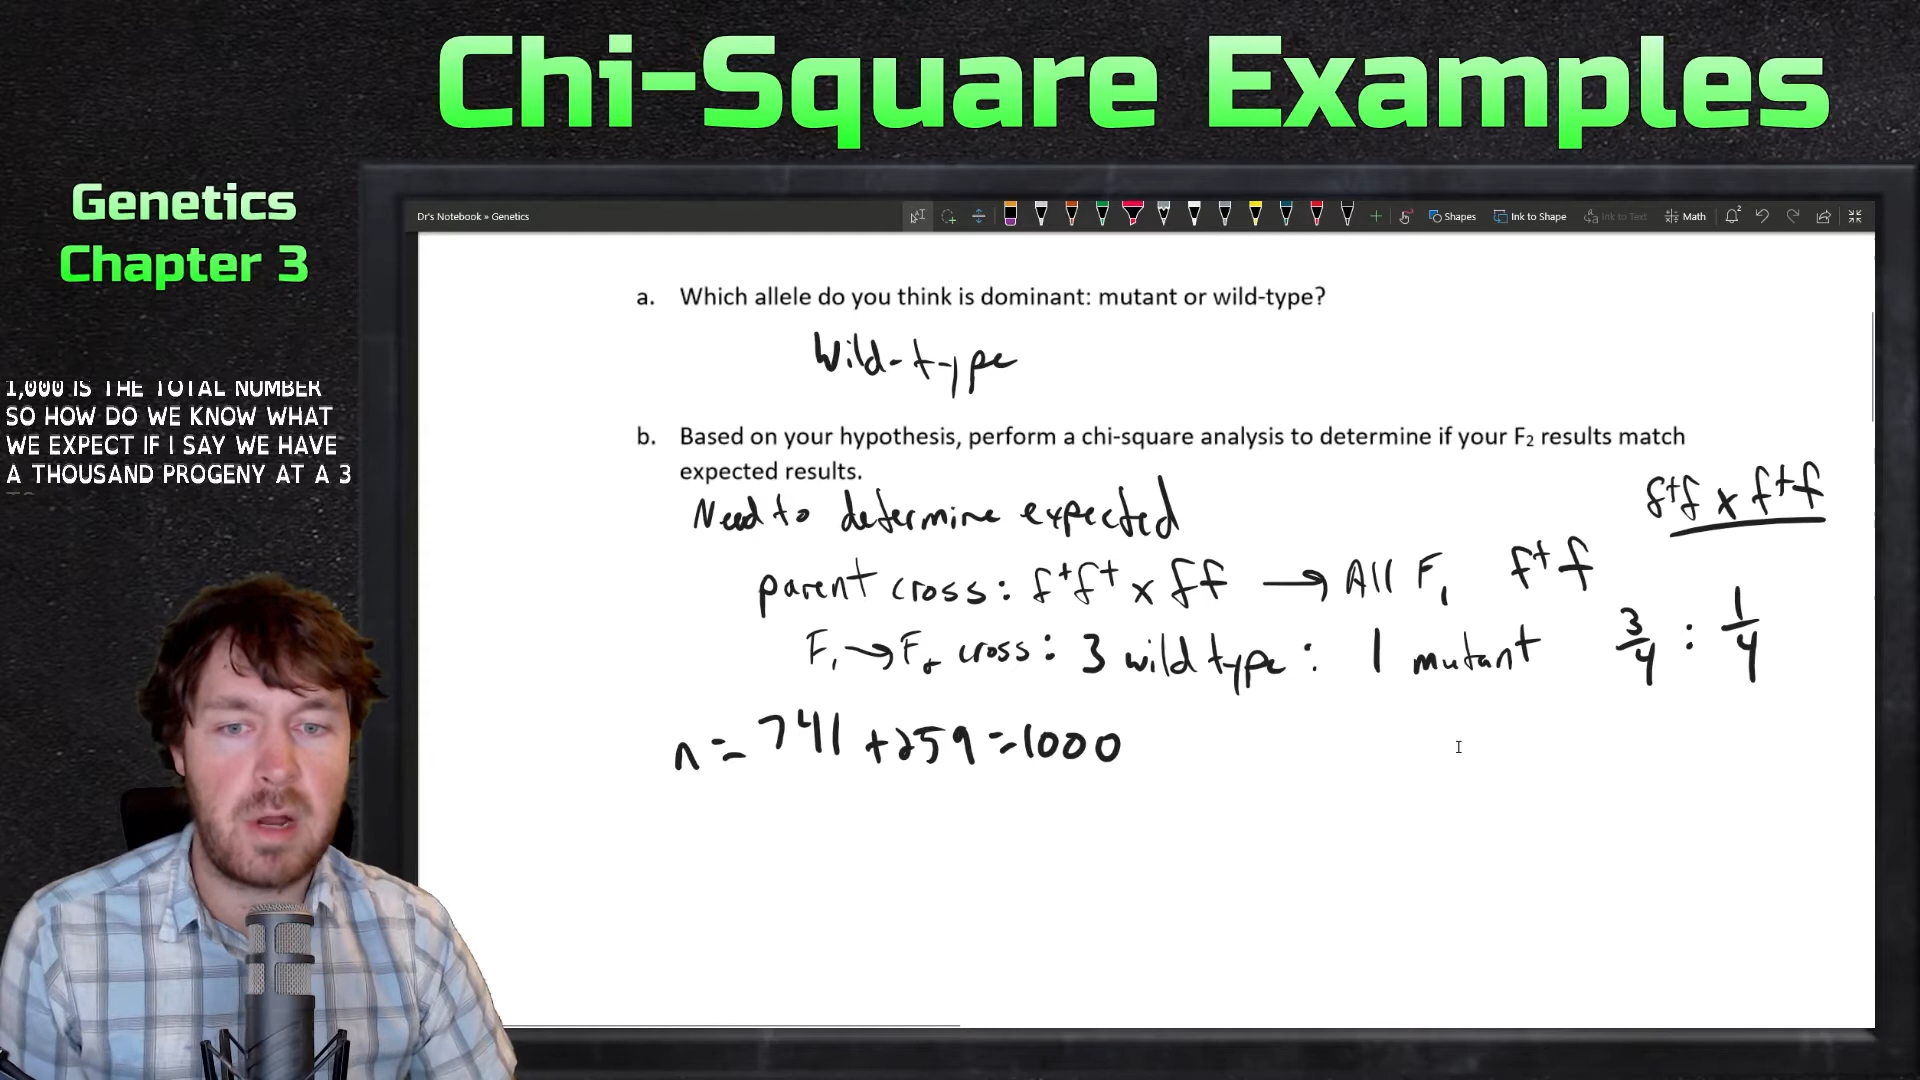 Chi-Square Examples
Genetics
Chapter 3
Dr's Notebook » Genetics
Shapes
Ink to Shape
Ink to Text
Math
a. Which allele do you think is dominant: mutant or wild-type?
Wild-type
1,000 IS THE TOTAL NUMBER
SO HOW DO WE KNOW WHAT
WE EXPECT IF I SAY WE HAVE
A THOUSAND PROGENY AT A 3
b. Based on your hypothesis, perform a chi-square analysis to determine if your F₂ results match
expected results.
f⁺f x f⁺f
Need to determine expected
parent cross: f⁺f⁺ x ff → All F₁ f⁺f
F₁ → F₂ cross: 3 wild type : 1 mutant 3/4 : 1/4
n = 741 + 259 = 1000